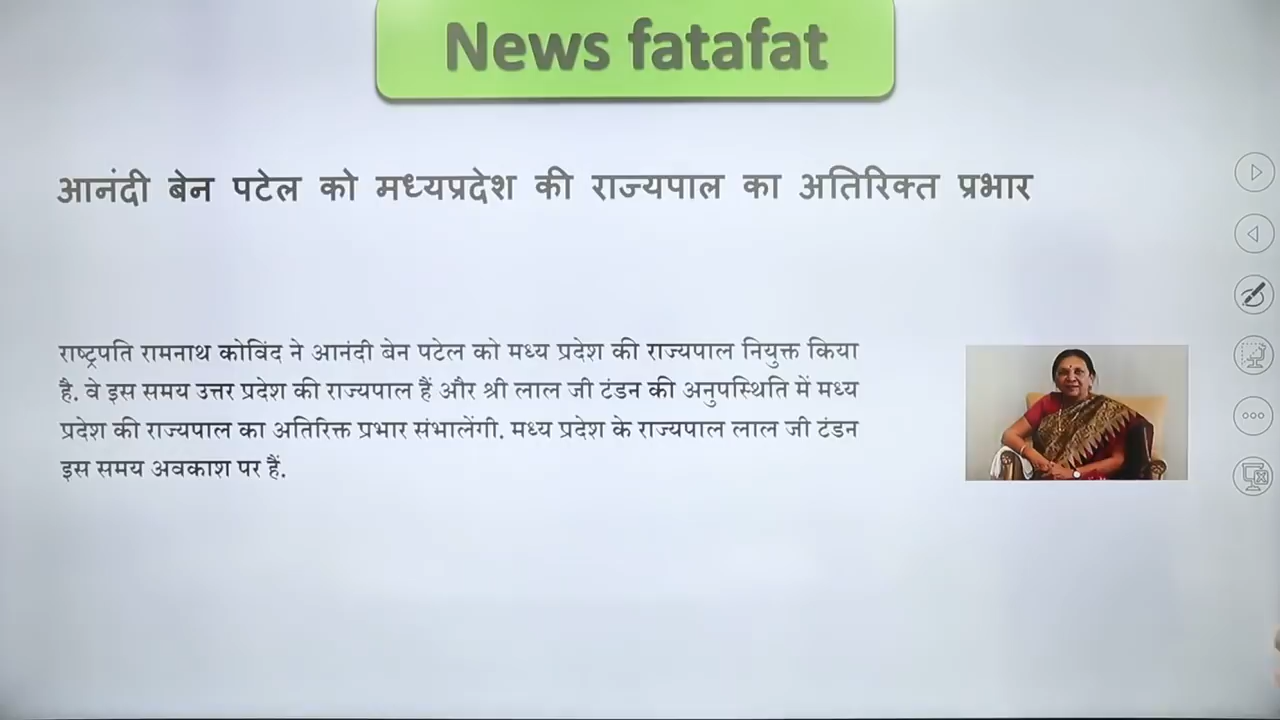 News fatafat
आनंदी बेन पटेल को मध्यप्रदेश की राज्यपाल का अतिरिक्त प्रभार
राष्ट्रपति रामनाथ कोविंद ने आनंदी बेन पटेल को मध्य प्रदेश की राज्यपाल नियुक्त किया
है. वे इस समय उत्तर प्रदेश की राज्यपाल हैं और श्री लाल जी टंडन की अनुपस्थिति में मध्य
प्रदेश की राज्यपाल का अतिरिक्त प्रभार संभालेंगी. मध्य प्रदेश के राज्यपाल लाल जी टंडन
इस समय अवकाश पर हैं.